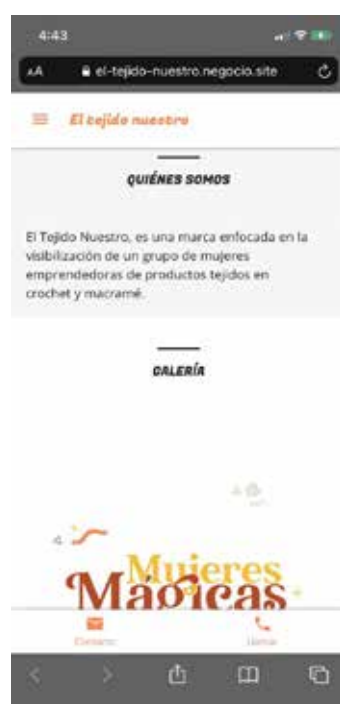 4:43
AA el-tejido-nuestro.negocio.site
El tejido nuestro
QUIÉNES SOMOS
El Tejido Nuestro, es una marca enfocada en la
visibilización de un grupo de mujeres
emprendedoras de productos tejidos en
crochet y macramé.
GALERÍA
Mujeres
Mágicas
Contacto
Llamar